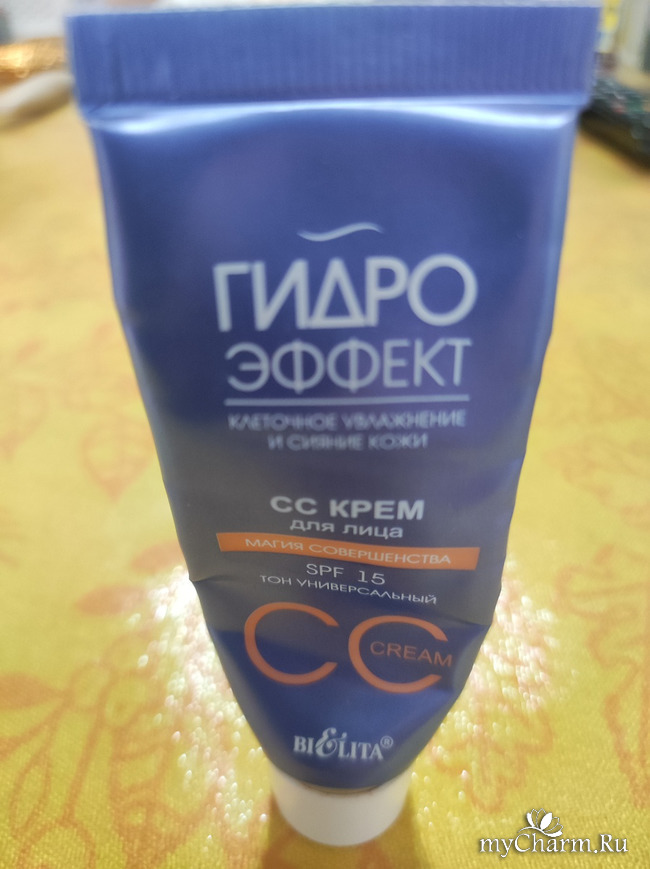 ГИДРО
ЭФФЕКТ
КЛЕТОЧНОЕ УВЛАЖНЕНИЕ
И СИЯНИЕ КОЖИ
СС КРЕМ
для лица
МАГИЯ СОВЕРШЕНСТВА
SPF 15
ТОН УНИВЕРСАЛЬНЫЙ
CC CREAM
BIELITA®
myCharm.Ru